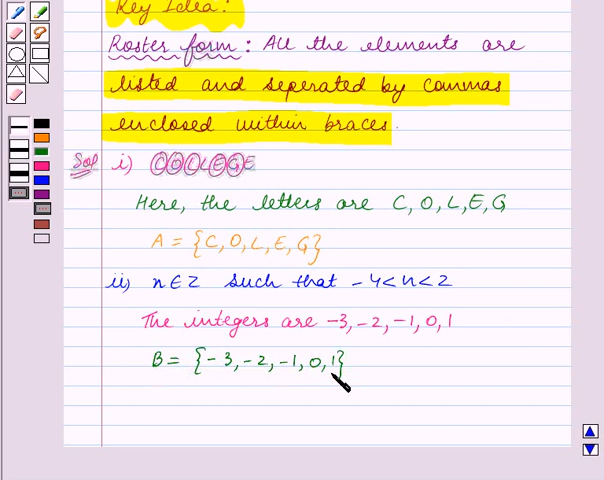 Key Idea:
Roster form: All the elements are
listed and seperated by commas
enclosed within braces.
Sol i) COLLEGE
Here, the letters are C, O, L, E, G
A = {C, O, L, E, G}
ii) n∈Z such that -4<n<2
The integers are -3, -2, -1, 0, 1
B = {-3, -2, -1, 0, 1}